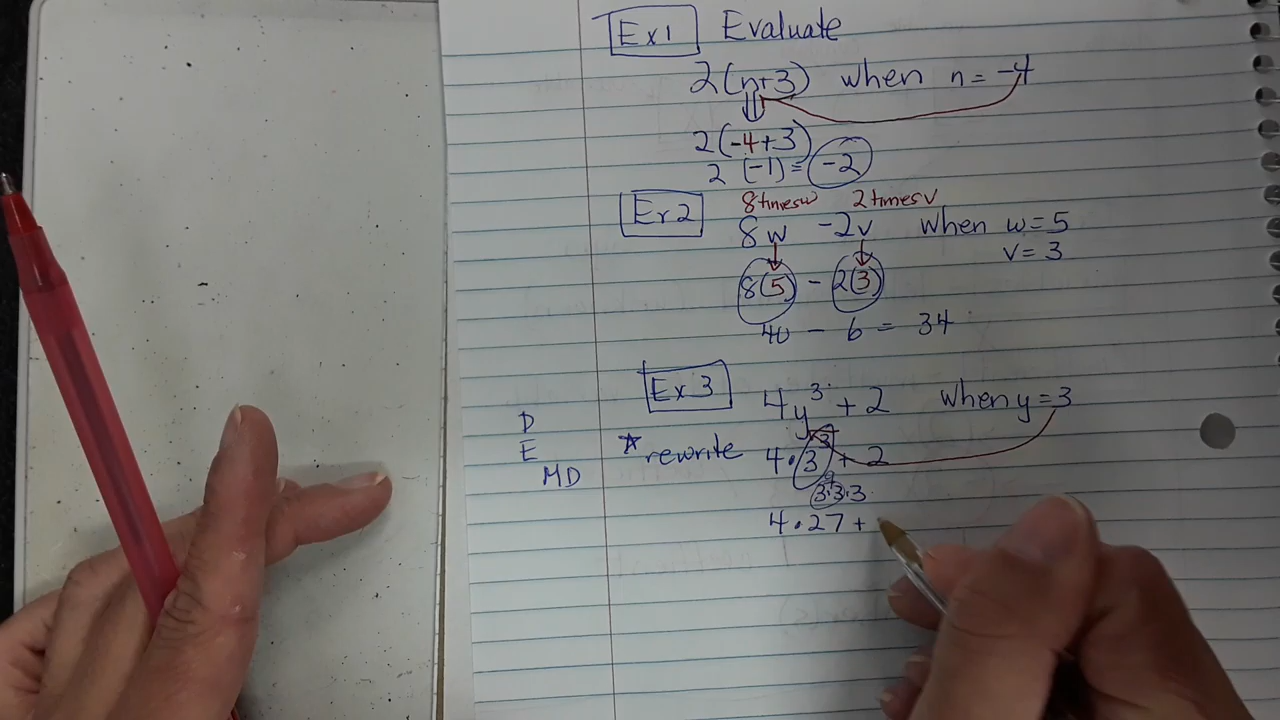 Ex1 Evaluate
2(n+3) when n = -4
2(-4+3)
2 (-1) = -2
8 times w 2 times v
Ex2 8w -2v when w = 5
v = 3
8(5) - 2(3)
40 - 6 = 34
Ex 3 4y³ + 2 when y = 3
D
E * rewrite 4 · 3³ + 2
MD
3·3·3
4 · 27 +